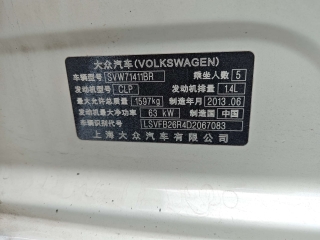 大众汽车(VOLKSWAGEN)
车辆型号 SVW71411BR 乘坐人数 5
发动机型号 CLP 发动机排量 1.4L
最大允许总质量 1597kg 制造年月 2013.06
发动机最大净功率 63 kW 制造国 中国
车辆识别代号 LSVFB26R4D2067083
上海大众汽车有限公司